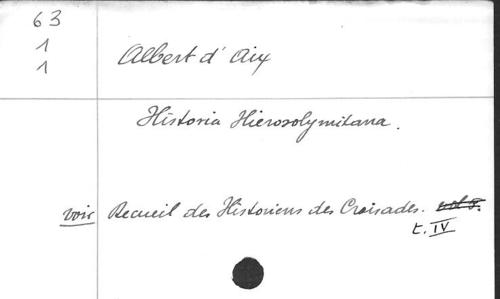 63
1
1
Albert d'Aix
Historia Hierosolymitana.
voir Recueil des Historiens des Croisades.
t. IV